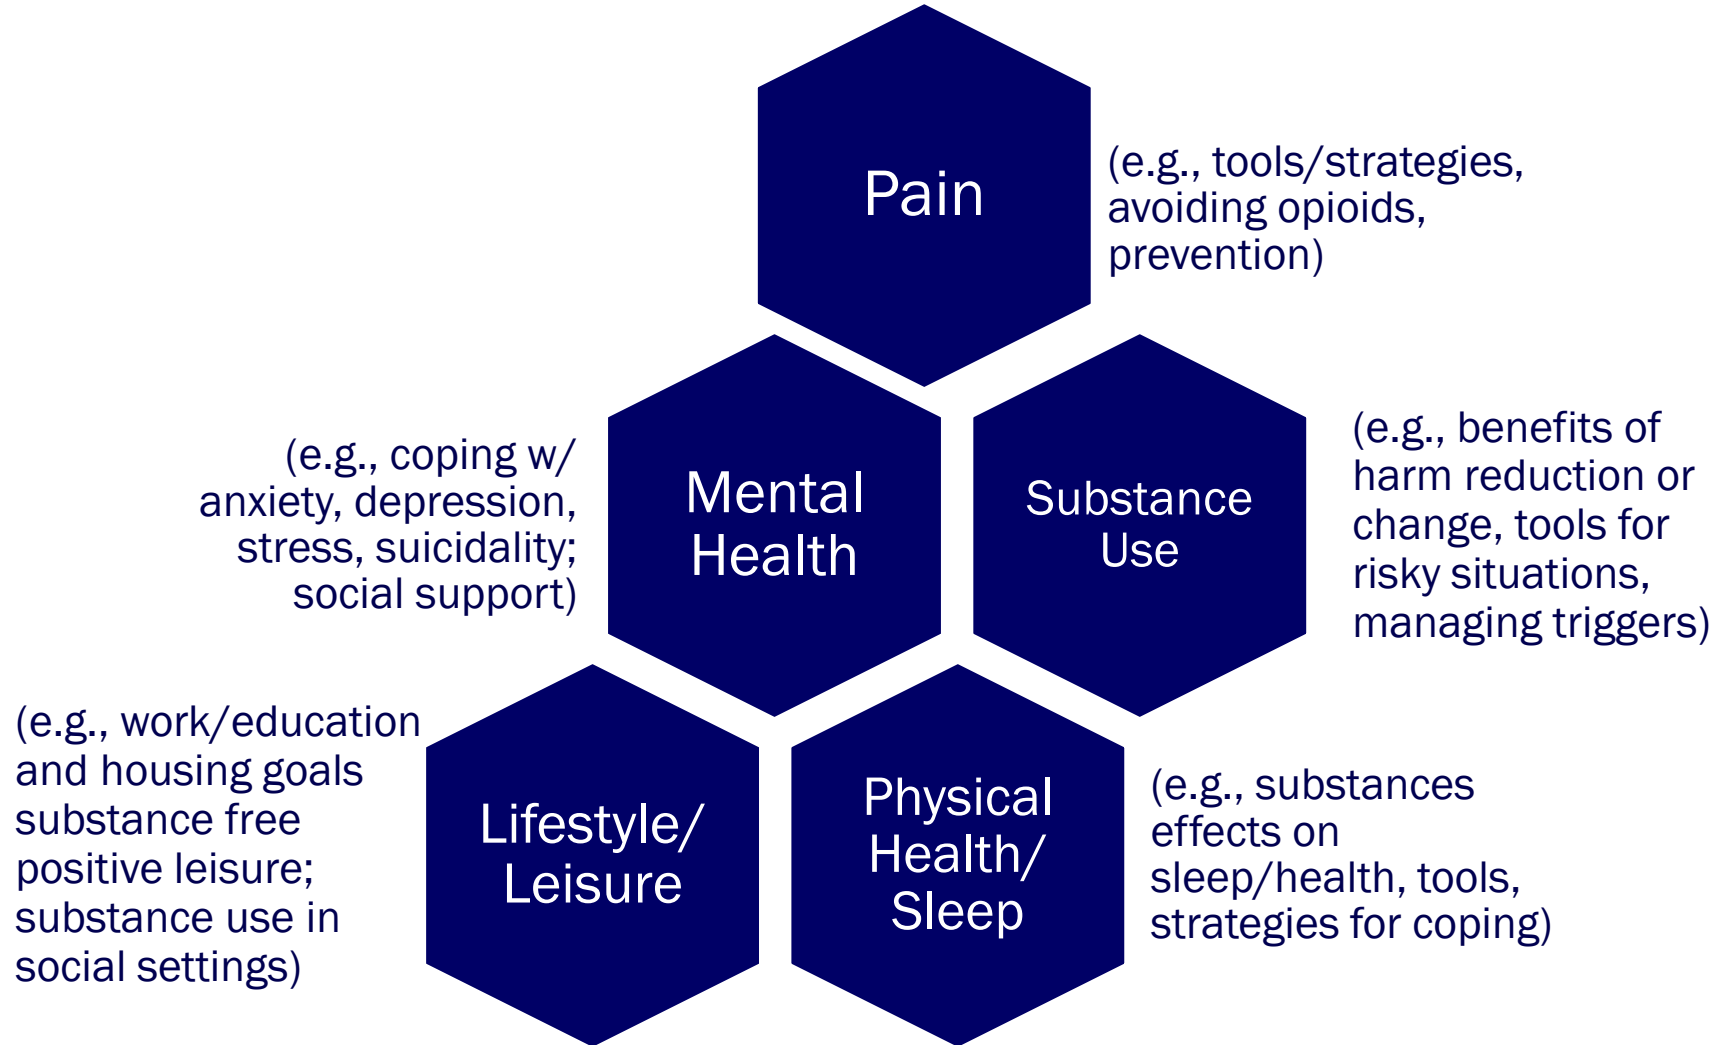 Pain
(e.g., tools/strategies,
avoiding opioids,
prevention)
(e.g., coping w/
anxiety, depression,
stress, suicidality;
social support)
Mental
Health
Substance
Use
(e.g., benefits of
harm reduction or
change, tools for
risky situations,
managing triggers)
(e.g., work/education
and housing goals
substance free
positive leisure;
substance use in
social settings)
Lifestyle/
Leisure
Physical
Health/
Sleep
(e.g., substances
effects on
sleep/health, tools,
strategies for coping)